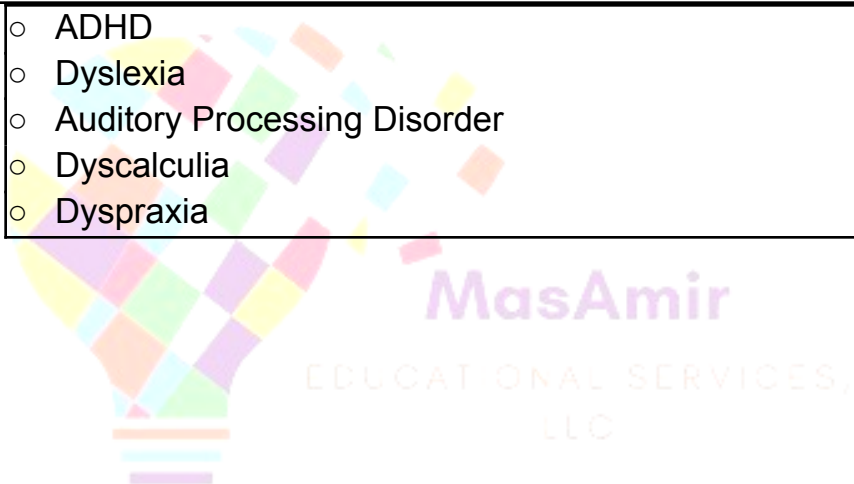 ○ ADHD
○ Dyslexia
○ Auditory Processing Disorder
○ Dyscalculia
○ Dyspraxia
MasAmir
EDUCATIONAL SERVICES,
LLC